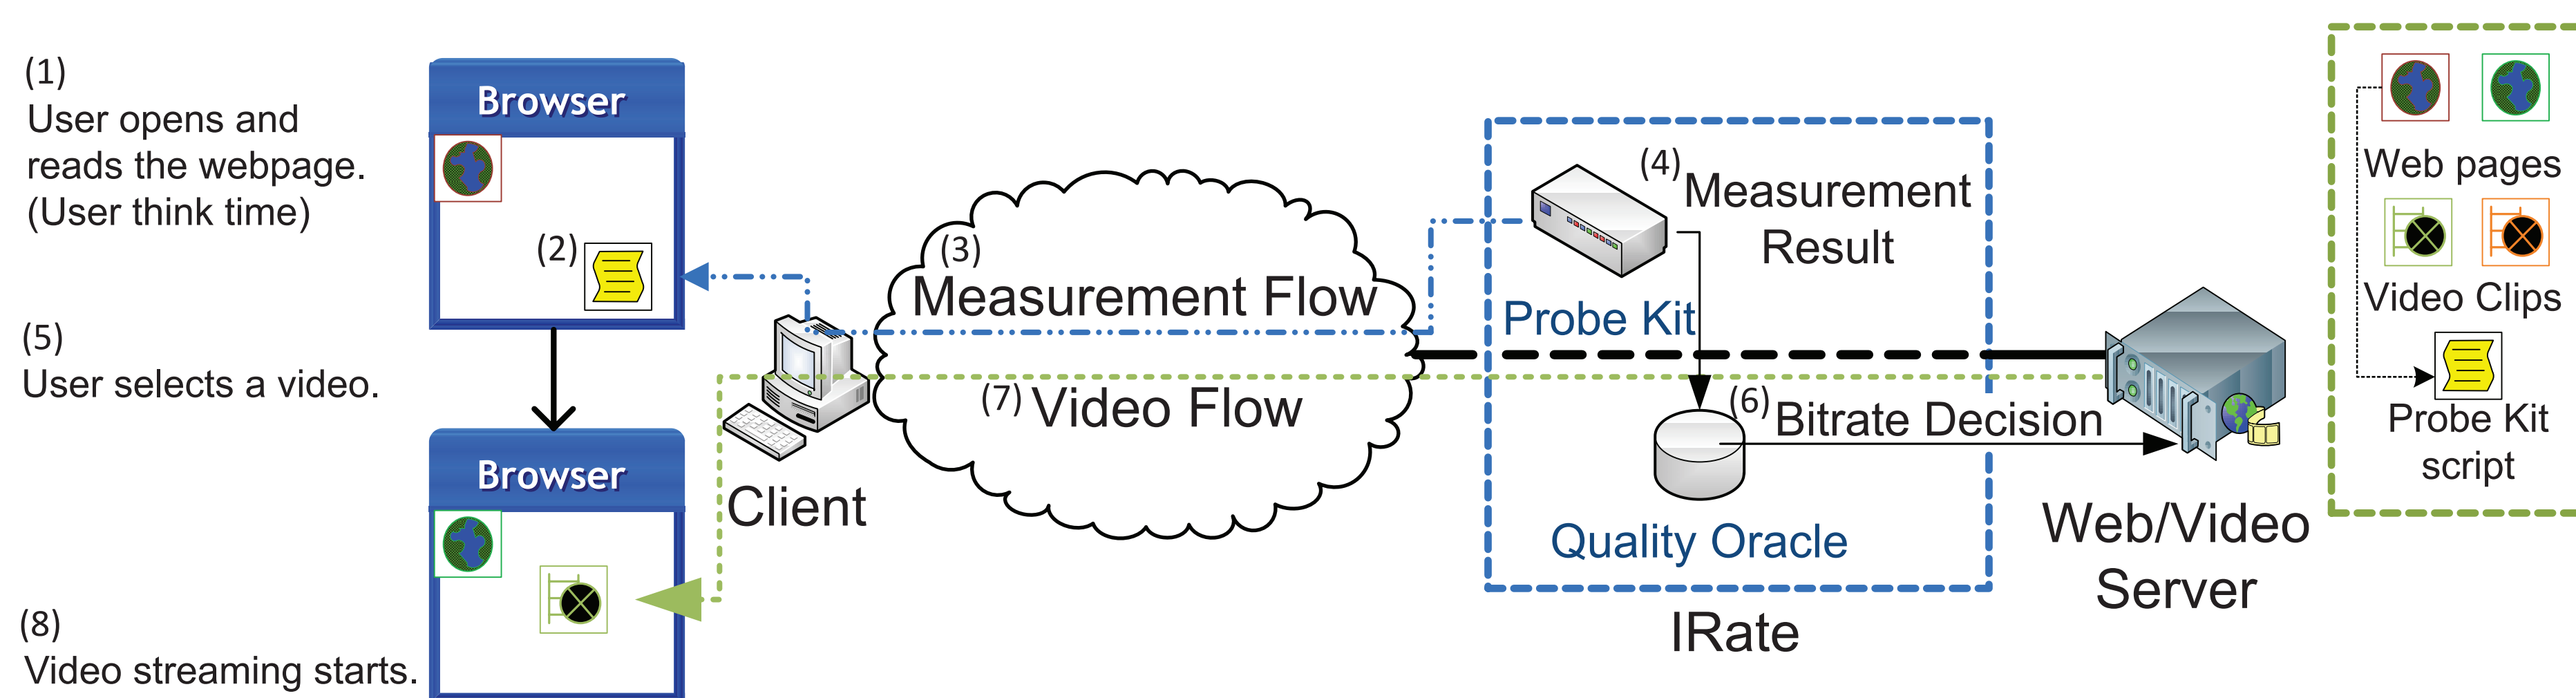 (1)
User opens and
reads the webpage.
(User think time)
Browser
(2)
(5)
User selects a video.
Browser
(8)
Video streaming starts.
Client
(3)
Measurement Flow
(7) Video Flow
(4)
Measurement
Result
Probe Kit
(6) Bitrate Decision
Quality Oracle
IRate
Web/Video
Server
Web pages
Video Clips
Probe Kit
script